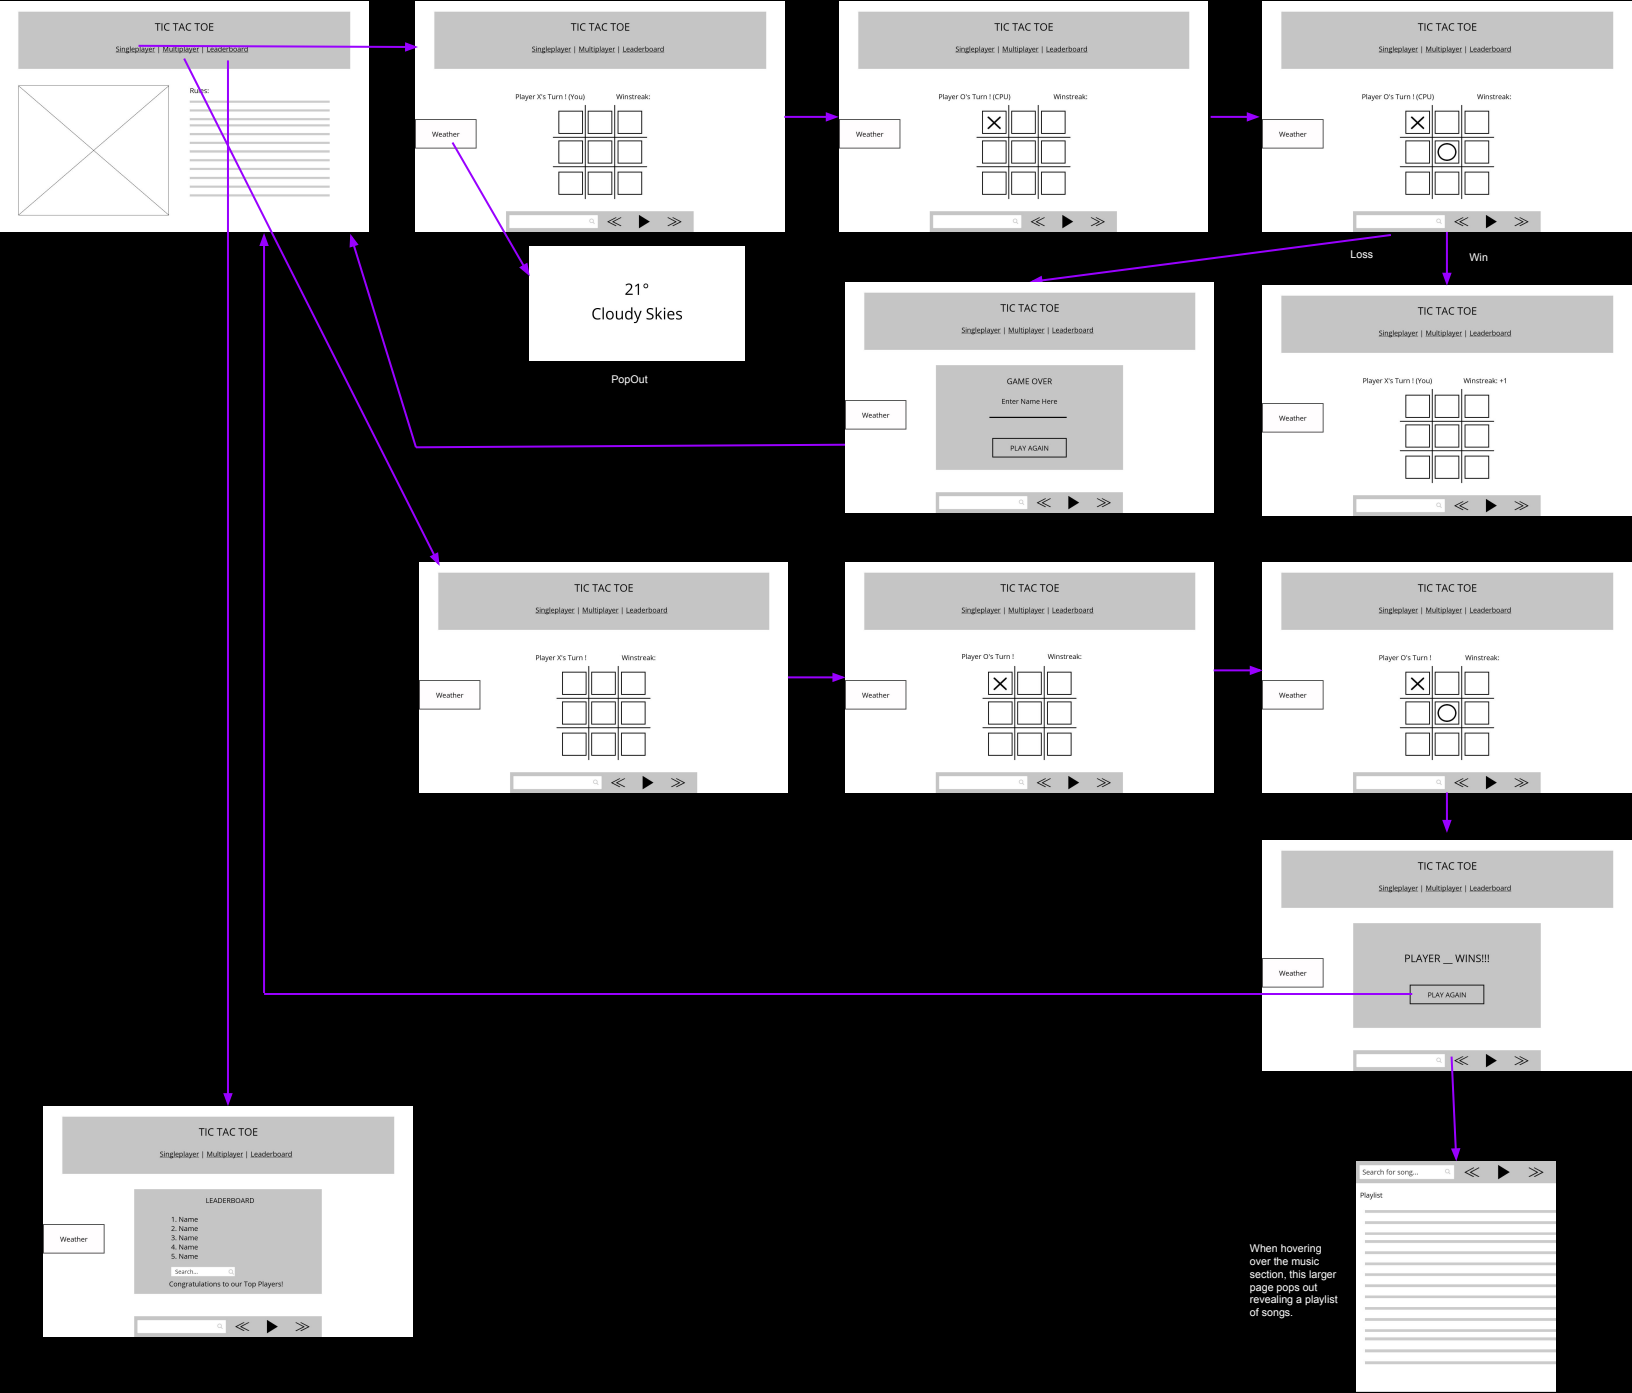 TIC TAC TOE
Singleplayer | Multiplayer | Leaderboard
Rules:
TIC TAC TOE
Singleplayer | Multiplayer | Leaderboard
Player X's Turn ! (You) Winstreak:
Weather
TIC TAC TOE
Singleplayer | Multiplayer | Leaderboard
Player O's Turn ! (CPU) Winstreak:
Weather
TIC TAC TOE
Singleplayer | Multiplayer | Leaderboard
Player O's Turn ! (CPU) Winstreak:
Weather
Loss
Win
21°
Cloudy Skies
PopOut
TIC TAC TOE
Singleplayer | Multiplayer | Leaderboard
GAME OVER
Enter Name Here
Weather
PLAY AGAIN
TIC TAC TOE
Singleplayer | Multiplayer | Leaderboard
Player X's Turn ! (You) Winstreak: +1
Weather
TIC TAC TOE
Singleplayer | Multiplayer | Leaderboard
Player X's Turn ! Winstreak:
Weather
TIC TAC TOE
Singleplayer | Multiplayer | Leaderboard
Player O's Turn ! Winstreak:
Weather
TIC TAC TOE
Singleplayer | Multiplayer | Leaderboard
Player O's Turn ! Winstreak:
Weather
TIC TAC TOE
Singleplayer | Multiplayer | Leaderboard
PLAYER __ WINS!!!
Weather
PLAY AGAIN
TIC TAC TOE
Singleplayer | Multiplayer | Leaderboard
LEADERBOARD
1. Name
2. Name
3. Name
4. Name
5. Name
Weather
Search...
Congratulations to our Top Players!
Search for song...
Playlist
When hovering
over the music
section, this larger
page pops out
revealing a playlist
of songs.